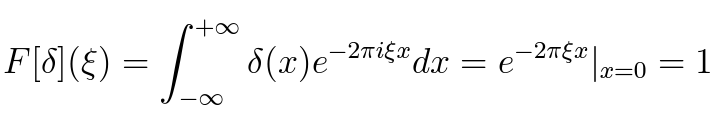 F[δ](ξ) = ∫_{-∞}^{+∞} δ(x)e^{-2πiξx}dx = e^{-2πξx}|_{x=0} = 1